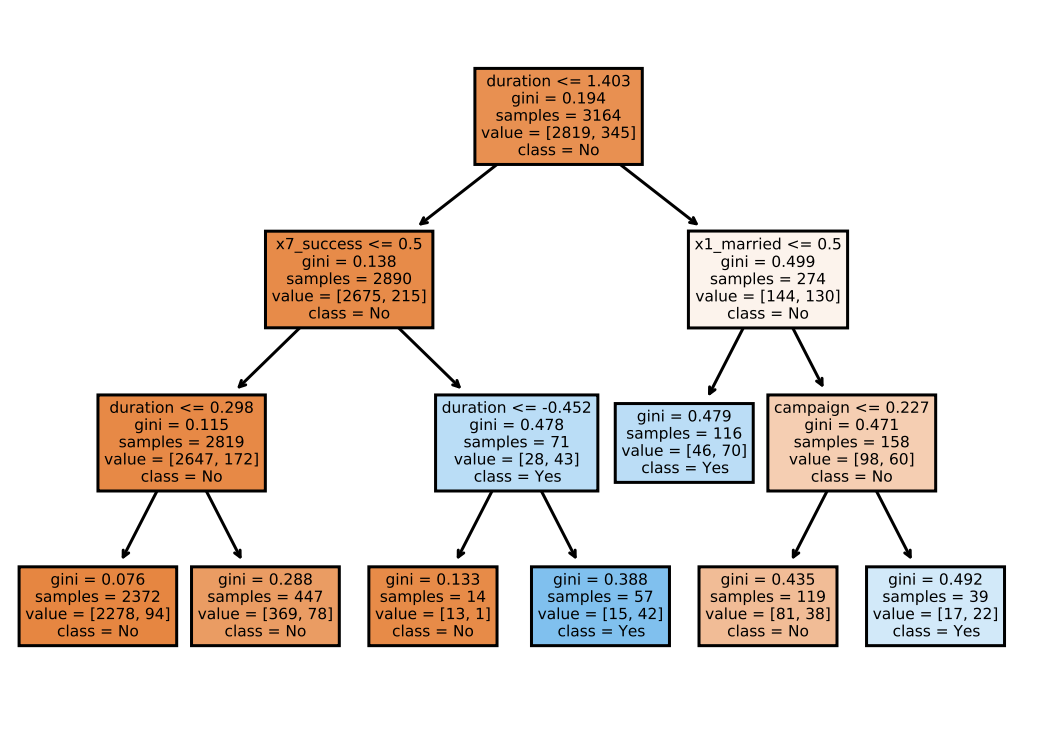 duration <= 1.403
gini = 0.194
samples = 3164
value = [2819, 345]
class = No
x7_success <= 0.5
gini = 0.138
samples = 2890
value = [2675, 215]
class = No
x1_married <= 0.5
gini = 0.499
samples = 274
value = [144, 130]
class = No
duration <= 0.298
gini = 0.115
samples = 2819
value = [2647, 172]
class = No
duration <= -0.452
gini = 0.478
samples = 71
value = [28, 43]
class = Yes
gini = 0.479
samples = 116
value = [46, 70]
class = Yes
campaign <= 0.227
gini = 0.471
samples = 158
value = [98, 60]
class = No
gini = 0.076
samples = 2372
value = [2278, 94]
class = No
gini = 0.288
samples = 447
value = [369, 78]
class = No
gini = 0.133
samples = 14
value = [13, 1]
class = No
gini = 0.388
samples = 57
value = [15, 42]
class = Yes
gini = 0.435
samples = 119
value = [81, 38]
class = No
gini = 0.492
samples = 39
value = [17, 22]
class = Yes